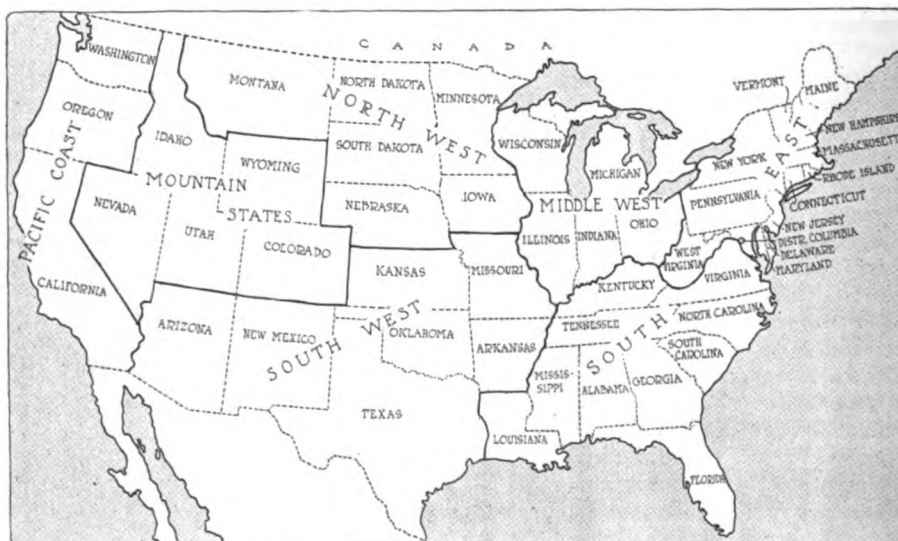 CANADA
WASHINGTON
MONTANA
NORTH DAKOTA
MINNESOTA
VERMONT
MAINE
OREGON
IDAHO
NORTH WEST
WISCONSIN
NEW HAMPSHIRE
PACIFIC COAST
WYOMING
SOUTH DAKOTA
MICHIGAN
NEW YORK
EAST
MASSACHUSETT
MOUNTAIN
STATES
RHODE ISLAND
NEVADA
NEBRASKA
IOWA
MIDDLE WEST
PENNSYLVANIA
CONNECTICUT
UTAH
COLORADO
ILLINOIS
INDIANA
OHIO
NEW JERSEY
DISTR. COLUMBIA
DELAWARE
MARYLAND
WEST
VIRGINIA
VIRGINIA
CALIFORNIA
KANSAS
MISSOURI
KENTUCKY
ARIZONA
NEW MEXICO
SOUTH WEST
OKLAHOMA
ARKANSAS
TENNESSEE
SOUTH
NORTH CAROLINA
SOUTH
CAROLINA
MISSIS-
SIPPI
ALABAMA
GEORGIA
TEXAS
LOUISIANA
FLORIDA